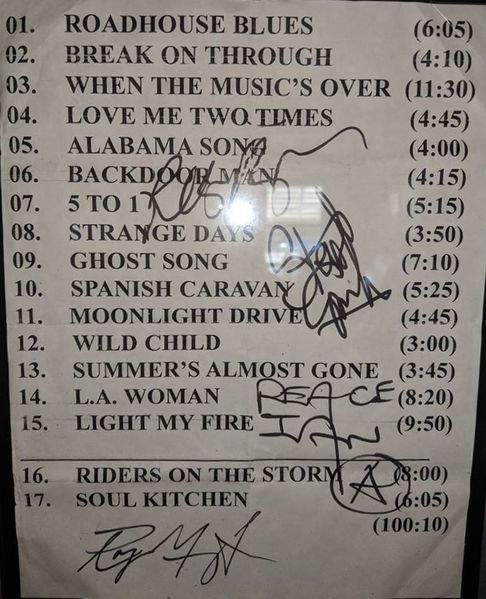 01. ROADHOUSE BLUES (6:05)
02. BREAK ON THROUGH (4:10)
03. WHEN THE MUSIC'S OVER (11:30)
04. LOVE ME TWO TIMES (4:45)
05. ALABAMA SONG (4:00)
06. BACKDOOR MAN (4:15)
07. 5 TO 1 (5:15)
08. STRANGE DAYS (3:50)
09. GHOST SONG (7:10)
10. SPANISH CARAVAN (5:25)
11. MOONLIGHT DRIVE (4:45)
12. WILD CHILD (3:00)
13. SUMMER'S ALMOST GONE (3:45)
14. L.A. WOMAN (8:20)
PEACE
15. LIGHT MY FIRE (9:50)
16. RIDERS ON THE STORM (8:00)
A
17. SOUL KITCHEN (6:05)
(100:10)